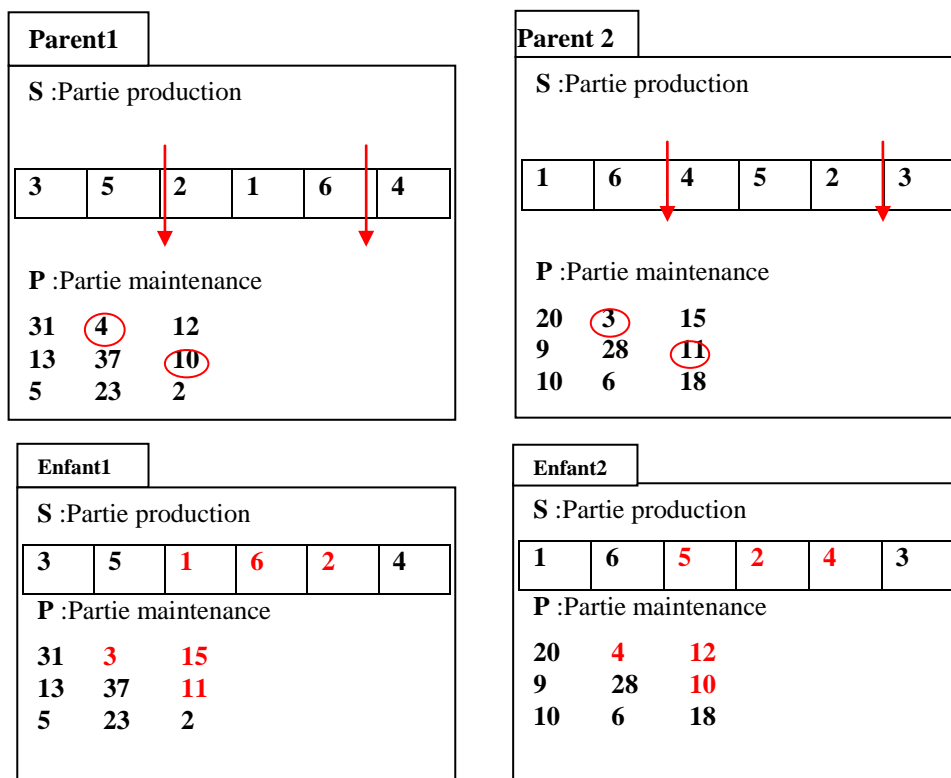 Parent1
S :Partie production
3 5 2 1 6 4
P :Partie maintenance
31 4 12
13 37 10
5 23 2
Parent 2
S :Partie production
1 6 4 5 2 3
P :Partie maintenance
20 3 15
9 28 11
10 6 18
Enfant1
S :Partie production
3 5 1 6 2 4
P :Partie maintenance
31 3 15
13 37 11
5 23 2
Enfant2
S :Partie production
1 6 5 2 4 3
P :Partie maintenance
20 4 12
9 28 10
10 6 18